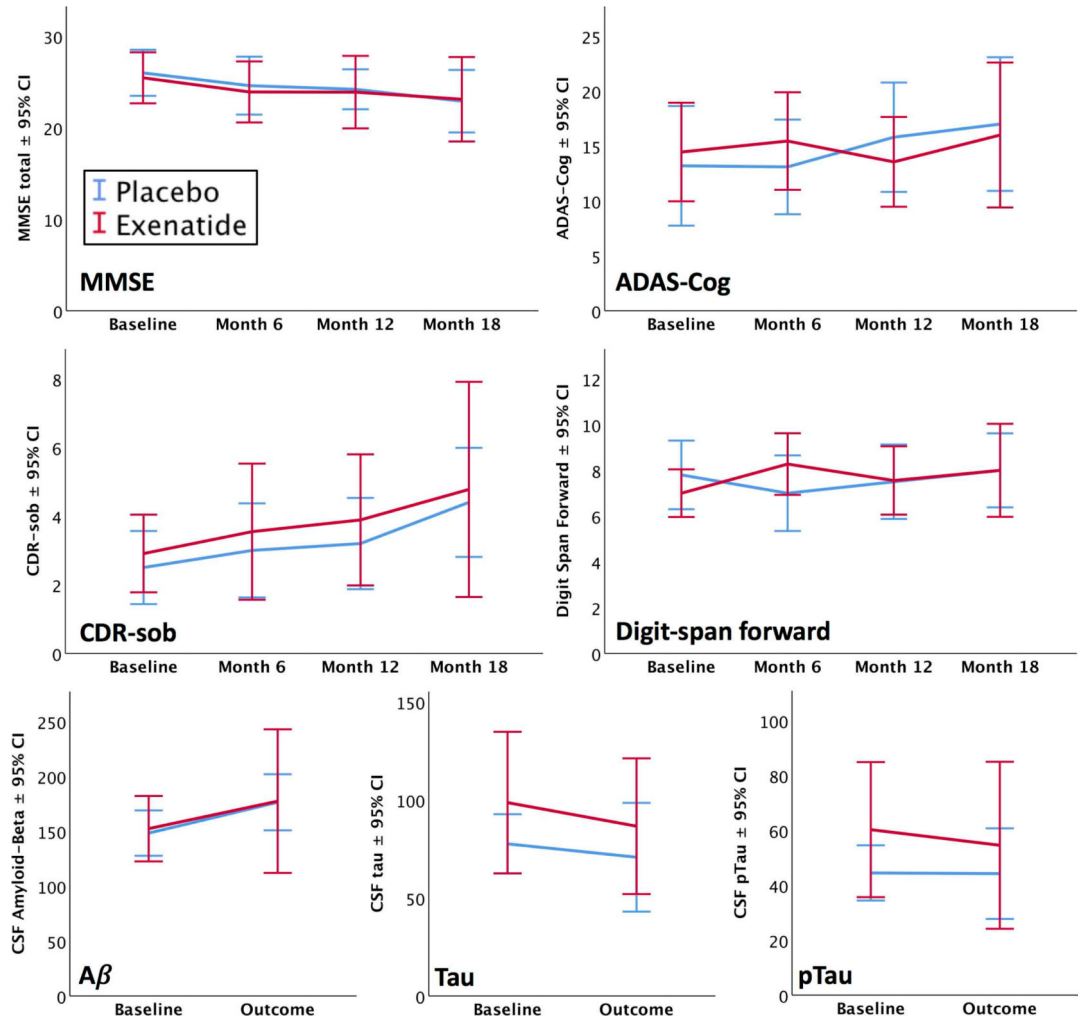 MMSE total ± 95% CI
30
20
10
0
Placebo
Exenatide
MMSE
Baseline Month 6 Month 12 Month 18
ADAS-Cog ± 95% CI
25
20
15
10
5
0
ADAS-Cog
Baseline Month 6 Month 12 Month 18
CDR-sob ± 95% CI
8
6
4
2
0
CDR-sob
Baseline Month 6 Month 12 Month 18
Digit Span Forward ± 95% CI
12
10
8
6
4
2
0
Digit-span forward
Baseline Month 6 Month 12 Month 18
CSF Amyloid-Beta ± 95% CI
250
200
150
100
50
0
Aβ
Baseline Outcome
CSF tau ± 95% CI
150
100
50
0
Tau
Baseline Outcome
CSF pTau ± 95% CI
100
80
60
40
20
0
pTau
Baseline Outcome